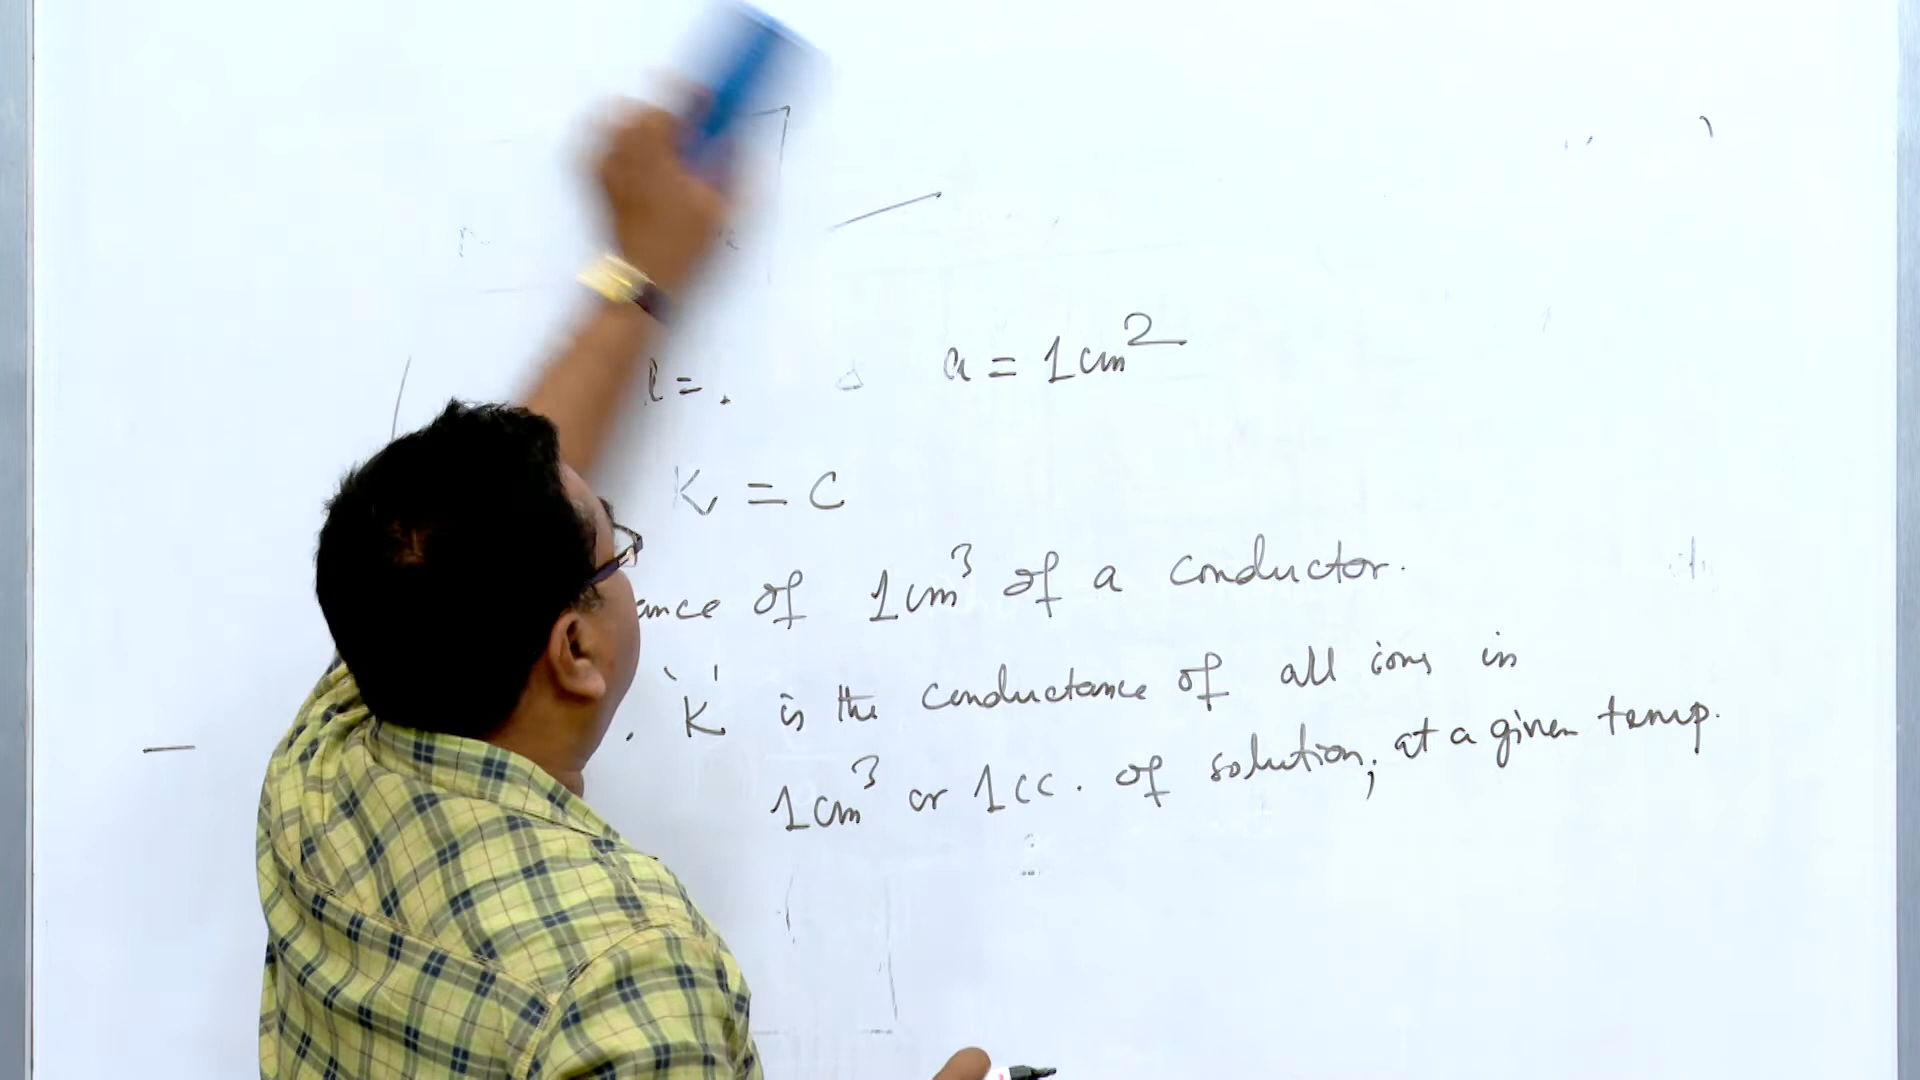 l = . a = 1cm²
K = C
ance of 1cm³ of a conductor.
. 'K' is the conductance of all ions in
1cm³ or 1cc. of solution, at a given temp.